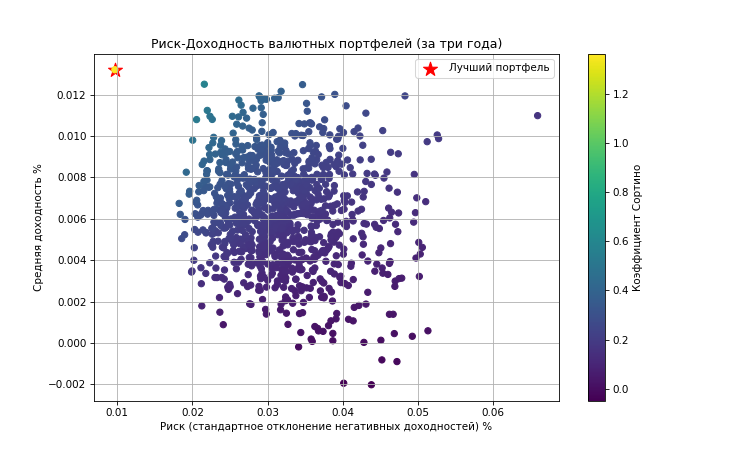 Риск-Доходность валютных портфелей (за три года)
Лучший портфель
Средняя доходность %
0.012
0.010
0.008
0.006
0.004
0.002
0.000
−0.002
0.01 0.02 0.03 0.04 0.05 0.06
Риск (стандартное отклонение негативных доходностей) %
1.2
1.0
0.8
0.6
0.4
0.2
0.0
Коэффициент Сортино